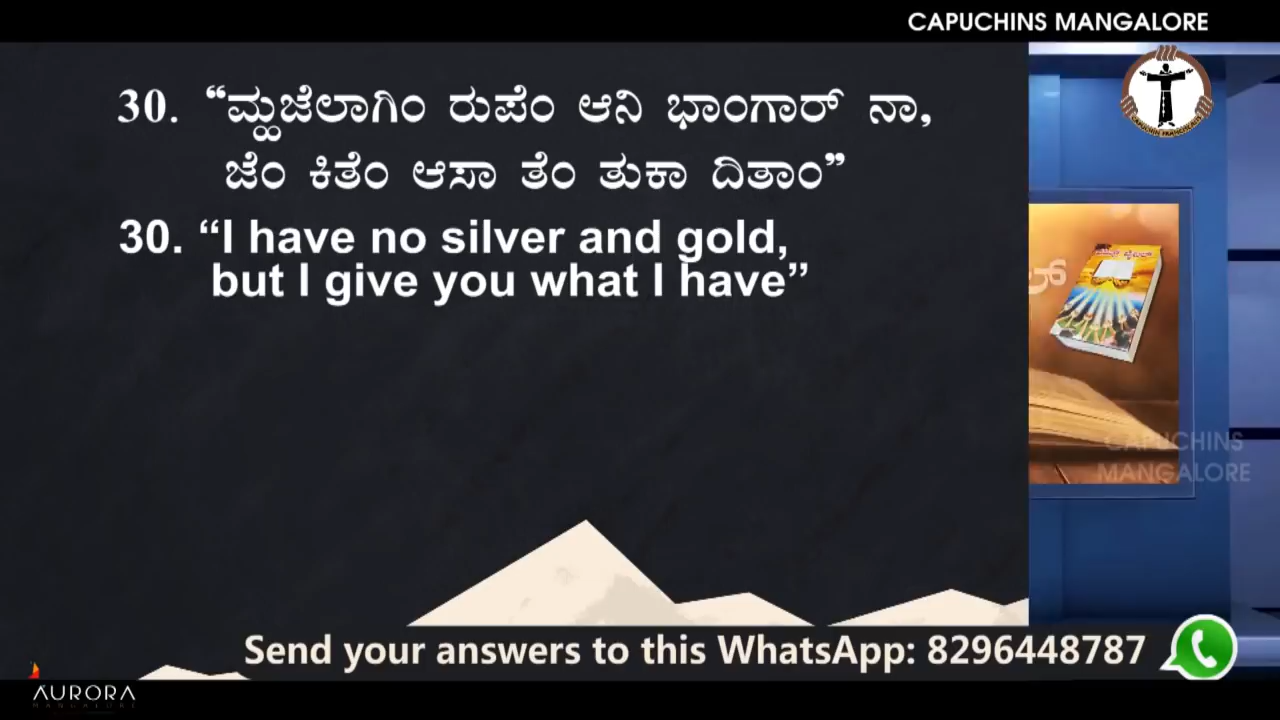 CAPUCHINS MANGALORE
30. “ಮ್ಹಜೆಲಾಗಿಂ ರುಪೆಂ ಆನಿ ಭಾಂಗಾರ್ ನಾ,
ಜೆಂ ಕಿತೆಂ ಆಸಾ ತೆಂ ತುಕಾ ದಿತಾಂ”
30. “I have no silver and gold,
but I give you what I have”
CAPUCHINS
MANGALORE
Send your answers to this WhatsApp: 8296448787
AURORA
MANGALORE